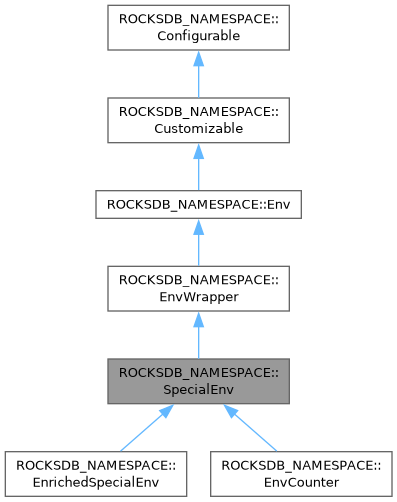 ROCKSDB_NAMESPACE::
Configurable
ROCKSDB_NAMESPACE::
Customizable
ROCKSDB_NAMESPACE::Env
ROCKSDB_NAMESPACE::
EnvWrapper
ROCKSDB_NAMESPACE::
SpecialEnv
ROCKSDB_NAMESPACE::
EnrichedSpecialEnv
ROCKSDB_NAMESPACE::
EnvCounter